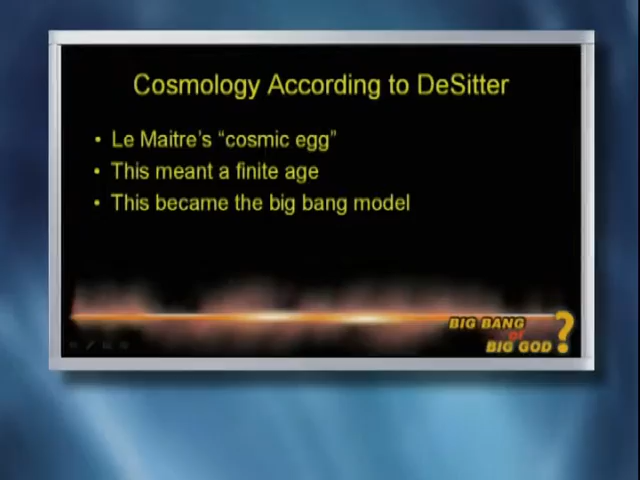 Cosmology According to DeSitter
• Le Maitre's “cosmic egg”
• This meant a finite age
• This became the big bang model
BIG BANG
or
BIG GOD
?